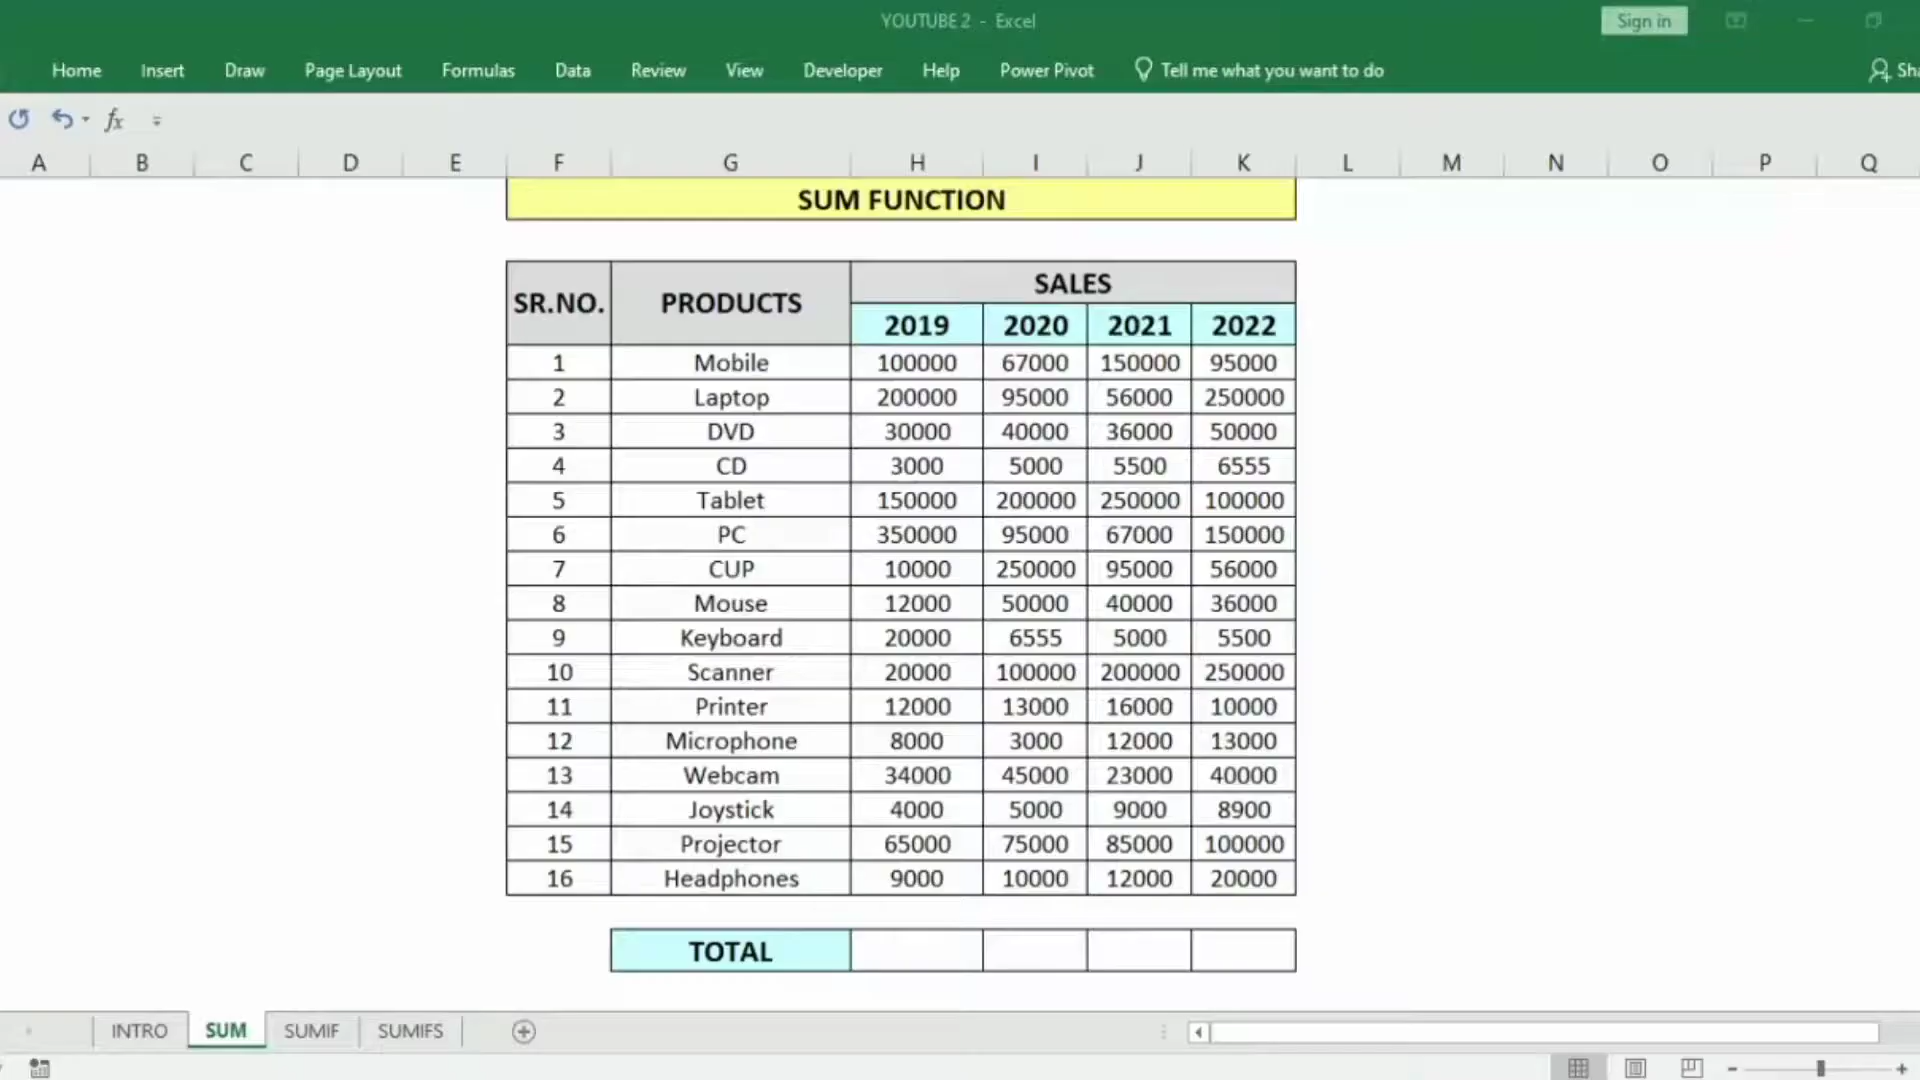 YOUTUBE 2 - Excel
Sign in
Home Insert Draw Page Layout Formulas Data Review View Developer Help Power Pivot Tell me what you want to do
fx
A B C D E F G H I J K L M N O P Q
SUM FUNCTION
SR.NO. PRODUCTS SALES
2019 2020 2021 2022
1 Mobile 100000 67000 150000 95000
2 Laptop 200000 95000 56000 250000
3 DVD 30000 40000 36000 50000
4 CD 3000 5000 5500 6555
5 Tablet 150000 200000 250000 100000
6 PC 350000 95000 67000 150000
7 CUP 10000 250000 95000 56000
8 Mouse 12000 50000 40000 36000
9 Keyboard 20000 6555 5000 5500
10 Scanner 20000 100000 200000 250000
11 Printer 12000 13000 16000 10000
12 Microphone 8000 3000 12000 13000
13 Webcam 34000 45000 23000 40000
14 Joystick 4000 5000 9000 8900
15 Projector 65000 75000 85000 100000
16 Headphones 9000 10000 12000 20000
TOTAL
INTRO SUM SUMIF SUMIFS